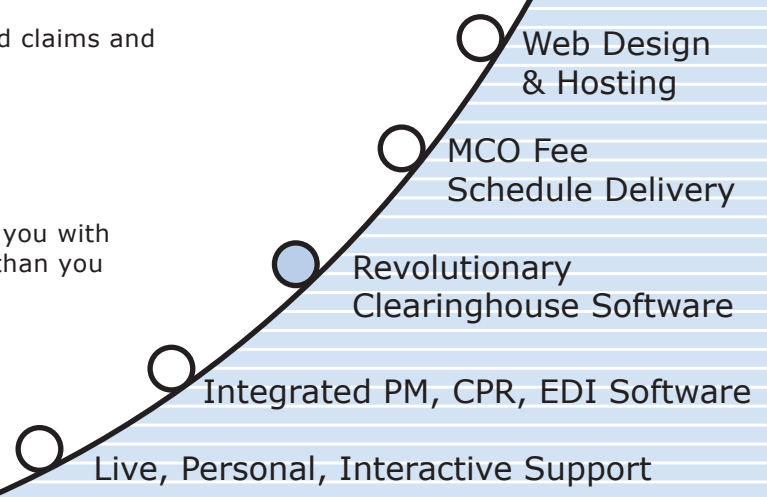 d claims and
Web Design
& Hosting
MCO Fee
Schedule Delivery
you with
than you
Revolutionary
Clearinghouse Software
Integrated PM, CPR, EDI Software
Live, Personal, Interactive Support